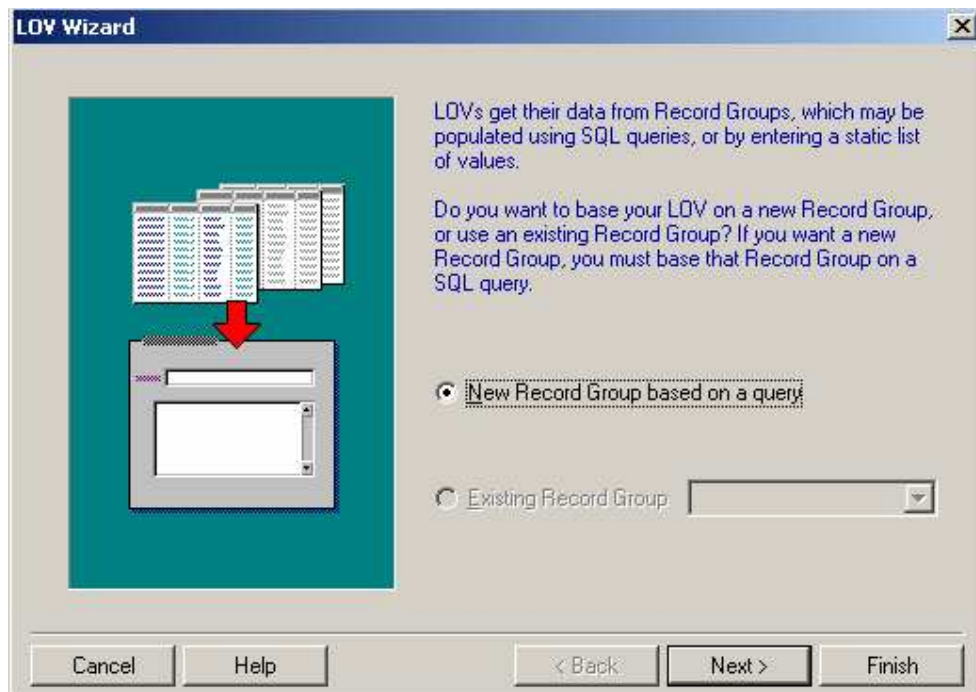 LOV Wizard
LOVs get their data from Record Groups, which may be
populated using SQL queries, or by entering a static list
of values.
Do you want to base your LOV on a new Record Group,
or use an existing Record Group? If you want a new
Record Group, you must base that Record Group on a
SQL query.
New Record Group based on a query
Existing Record Group
Cancel
Help
< Back
Next >
Finish